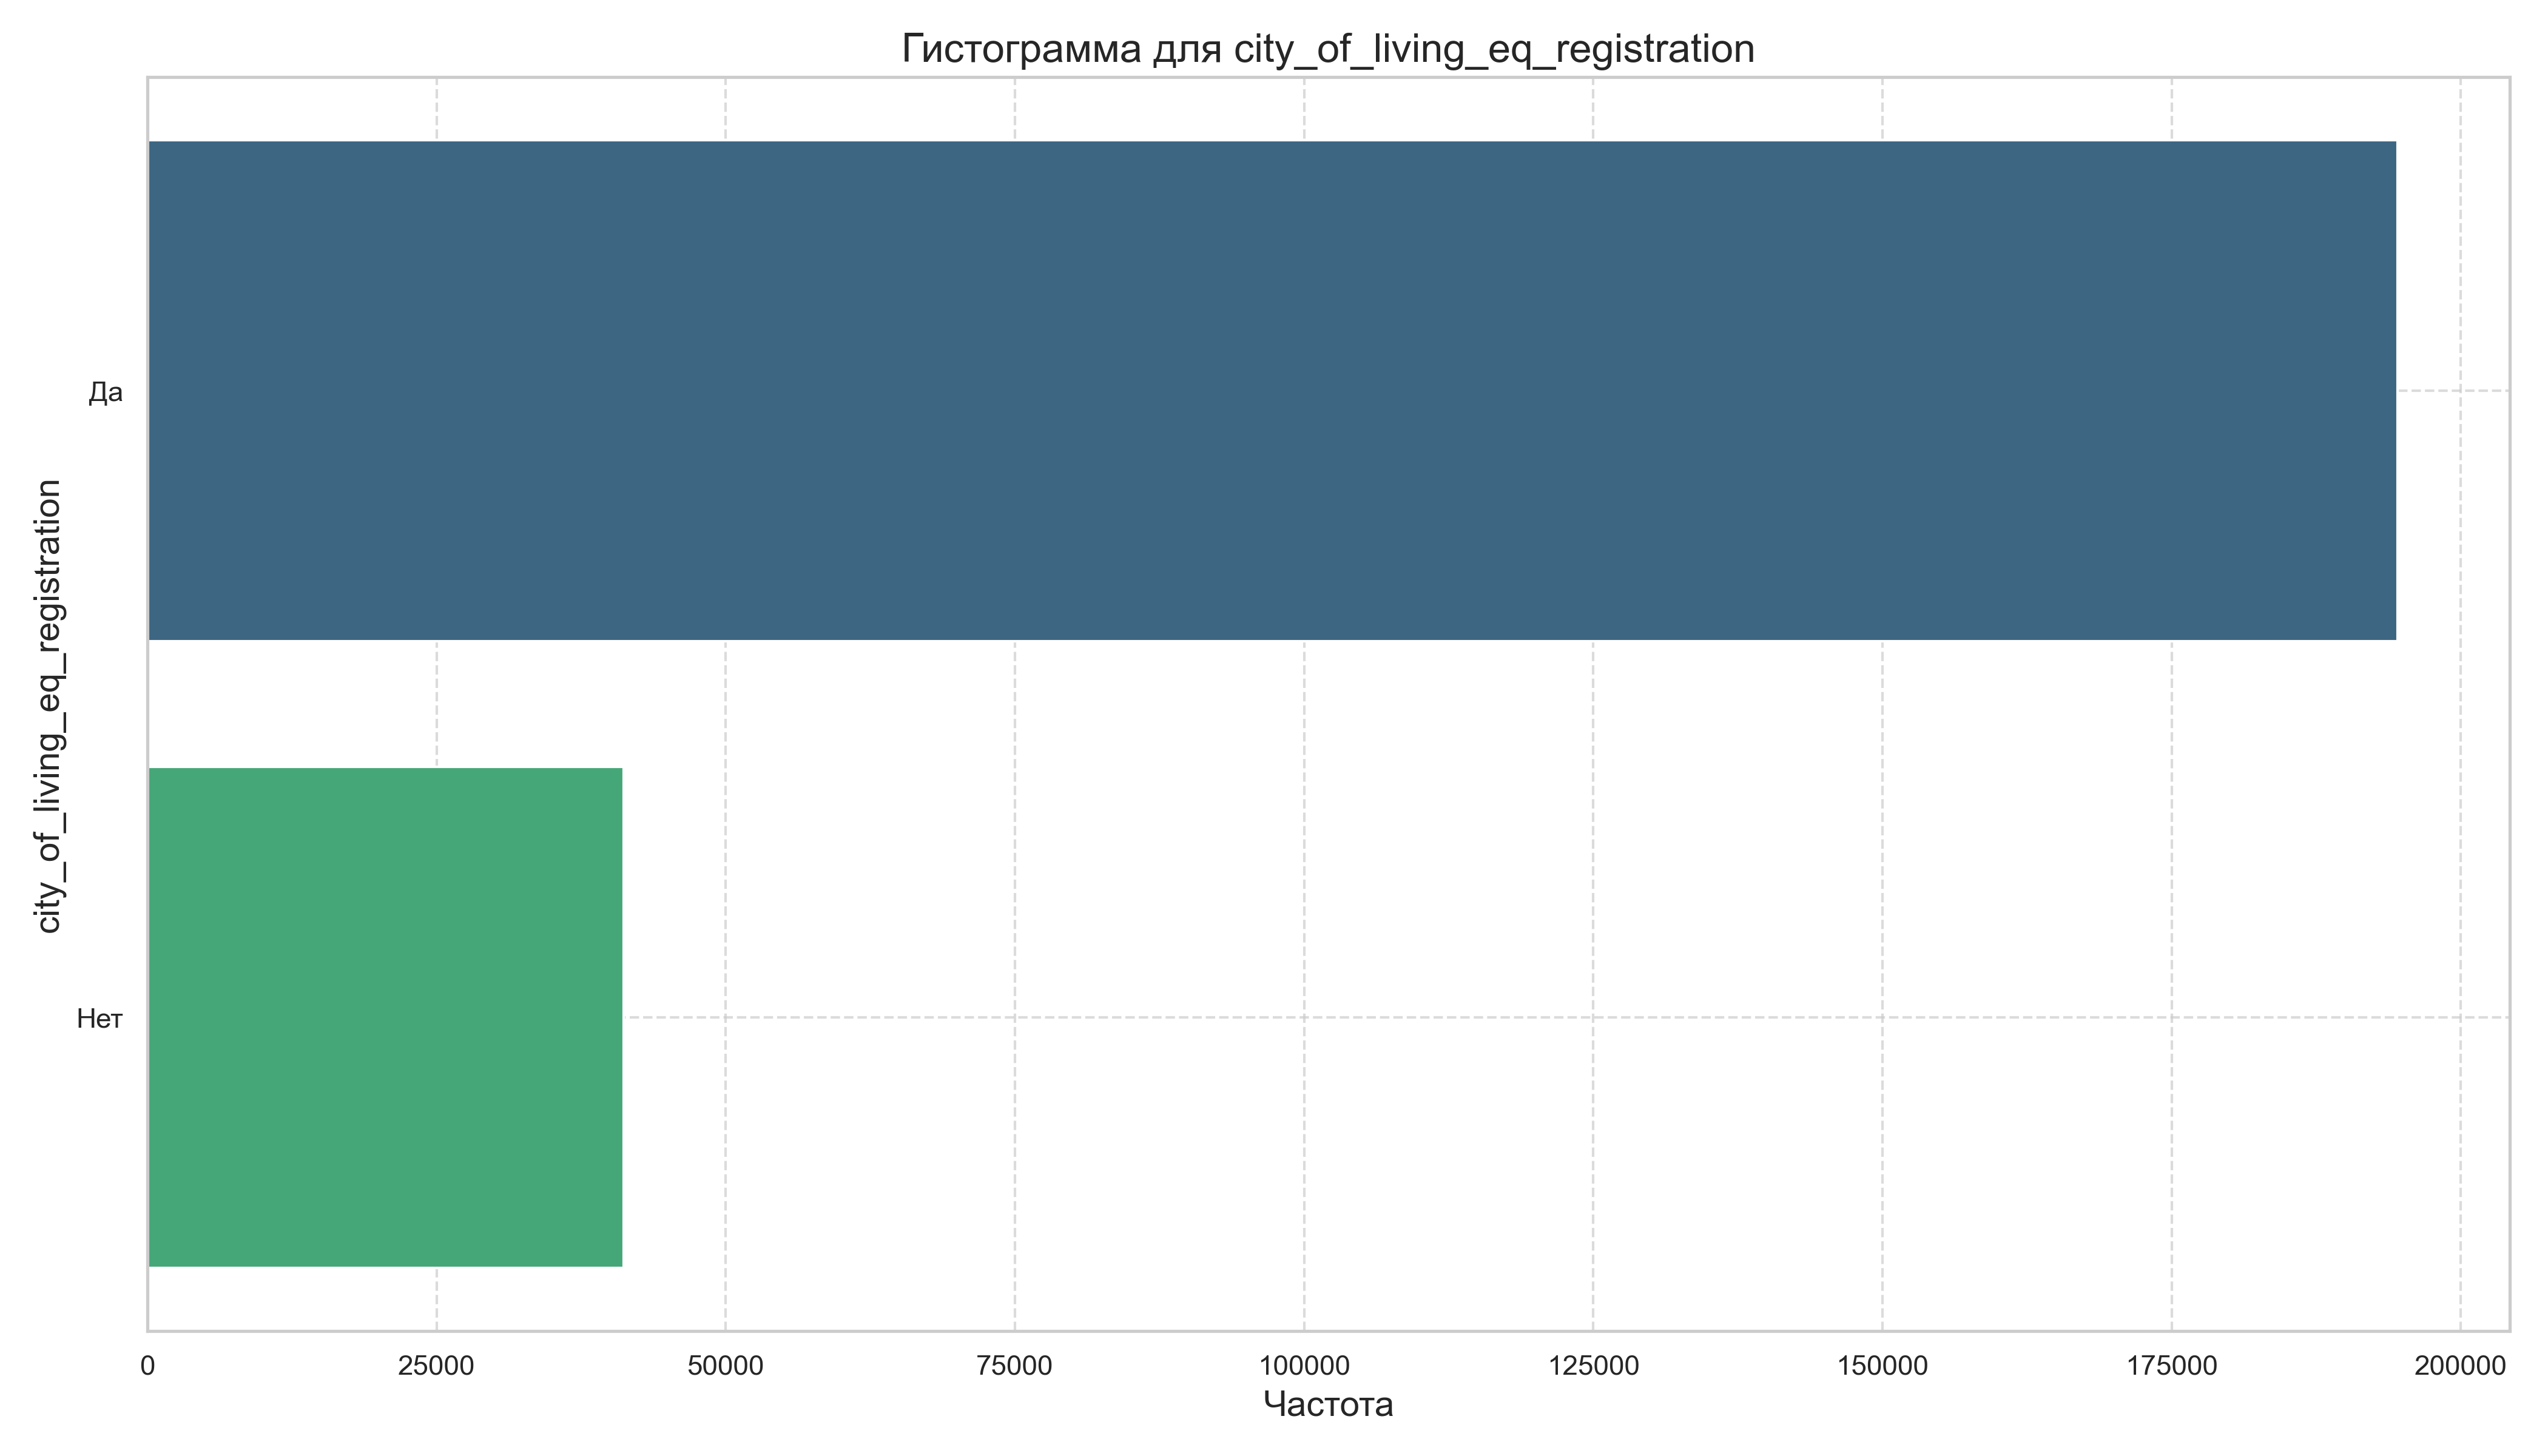 Гистограмма для city_of_living_eq_registration
city_of_living_eq_registration
Да
Нет
0 25000 50000 75000 100000 125000 150000 175000 200000
Частота